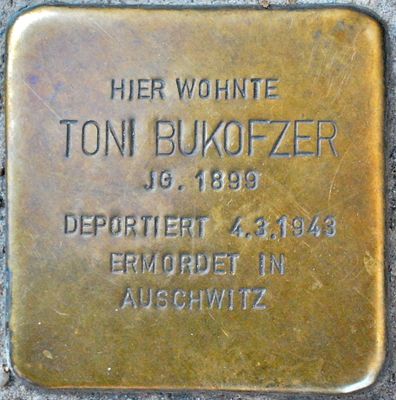 HIER WOHNTE
TONI BUKOFZER
JG. 1899
DEPORTIERT 4.3.1943
ERMORDET IN
AUSCHWITZ